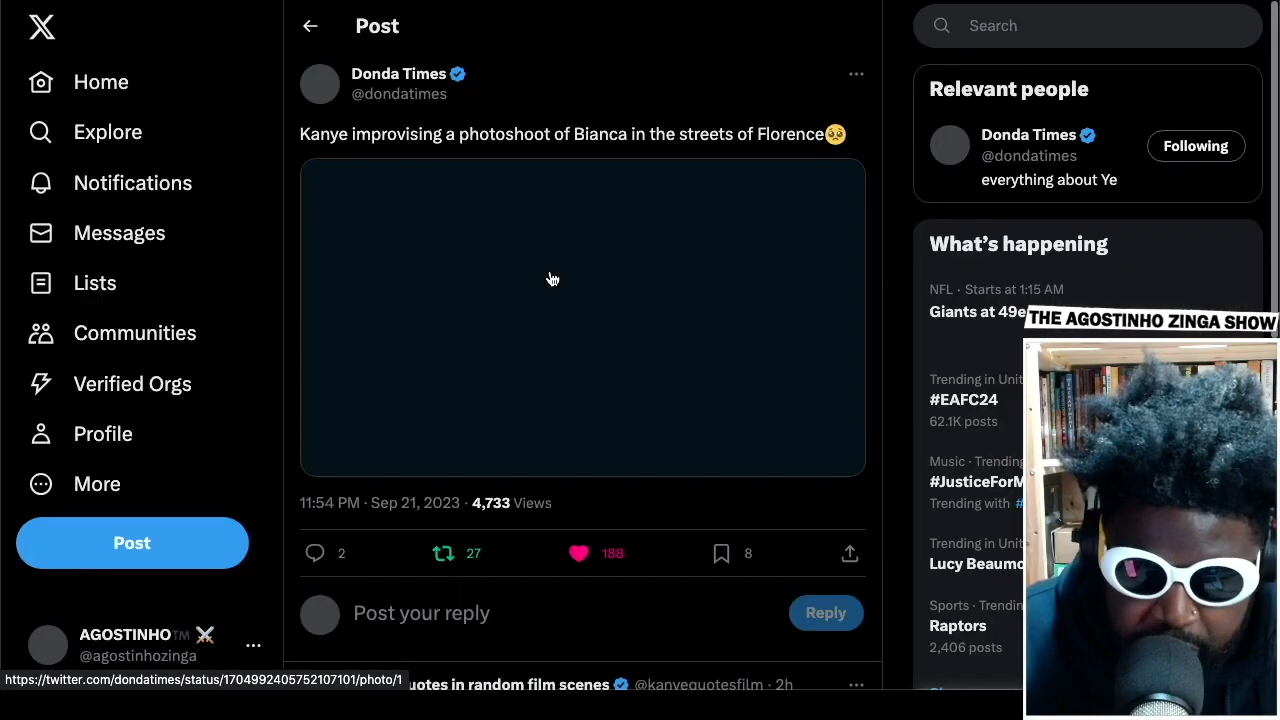 Home
Explore
Notifications
Messages
Lists
Communities
Verified Orgs
Profile
More
Post
AGOSTINHO™
@agostinhozinga
https://twitter.com/dondatimes/status/1704992405752107101/photo/1
Post
Donda Times
@dondatimes
Kanye improvising a photoshoot of Bianca in the streets of Florence🥺
11:54 PM · Sep 21, 2023 · 4,733 Views
2 27 188 8
Post your reply
Reply
uotes in random film scenes @kanyequotesfilm · 2h
Search
Relevant people
Donda Times
@dondatimes
Following
everything about Ye
What's happening
NFL · Starts at 1:15 AM
Giants at 49e
THE AGOSTINHO ZINGA SHOW
Trending in Unit
#EAFC24
62.1K posts
Music · Trending
#JusticeForM
Trending with #
Trending in Unit
Lucy Beaumo
Sports · Trendin
Raptors
2,406 posts